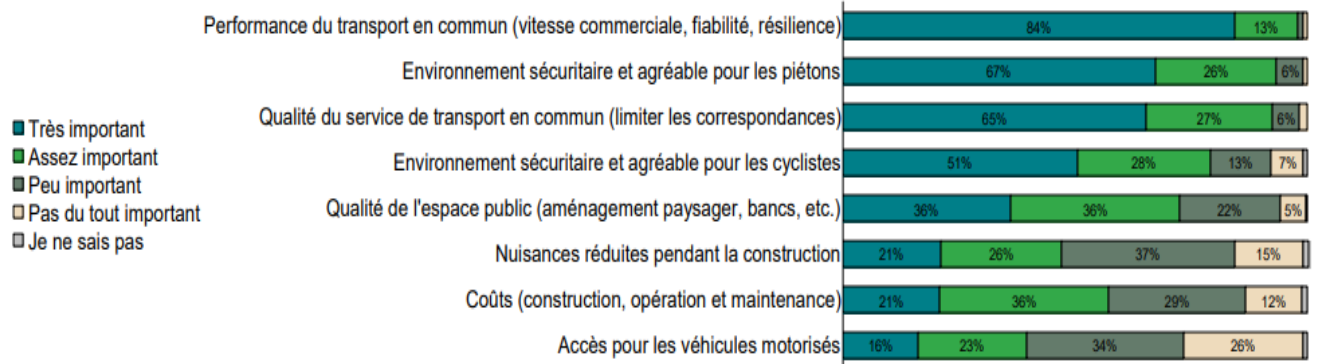 Performance du transport en commun (vitesse commerciale, fiabilité, résilience) 84% 13%
Environnement sécuritaire et agréable pour les piétons 67% 26% 6%
Qualité du service de transport en commun (limiter les correspondances) 65% 27% 6%
Environnement sécuritaire et agréable pour les cyclistes 51% 28% 13% 7%
Qualité de l'espace public (aménagement paysager, bancs, etc.) 36% 36% 22% 5%
Nuisances réduites pendant la construction 21% 26% 37% 15%
Coûts (construction, opération et maintenance) 21% 36% 29% 12%
Accès pour les véhicules motorisés 16% 23% 34% 26%
Très important
Assez important
Peu important
Pas du tout important
Je ne sais pas